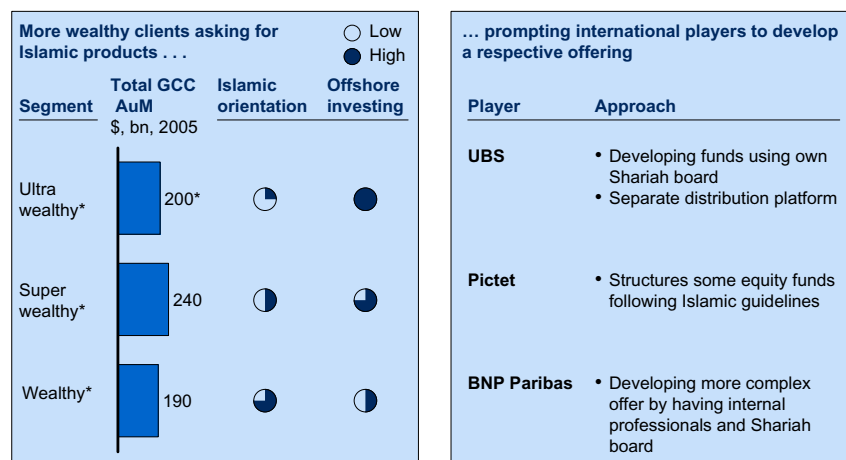 More wealthy clients asking for
Islamic products . . .
Low
High
Segment
Total GCC
AuM
$, bn, 2005
Islamic
orientation
Offshore
investing
Ultra
wealthy*
200*
Super
wealthy*
240
Wealthy*
190
… prompting international players to develop
a respective offering
Player
Approach
UBS
• Developing funds using own
Shariah board
• Separate distribution platform
Pictet
• Structures some equity funds
following Islamic guidelines
BNP Paribas
• Developing more complex
offer by having internal
professionals and Shariah
board